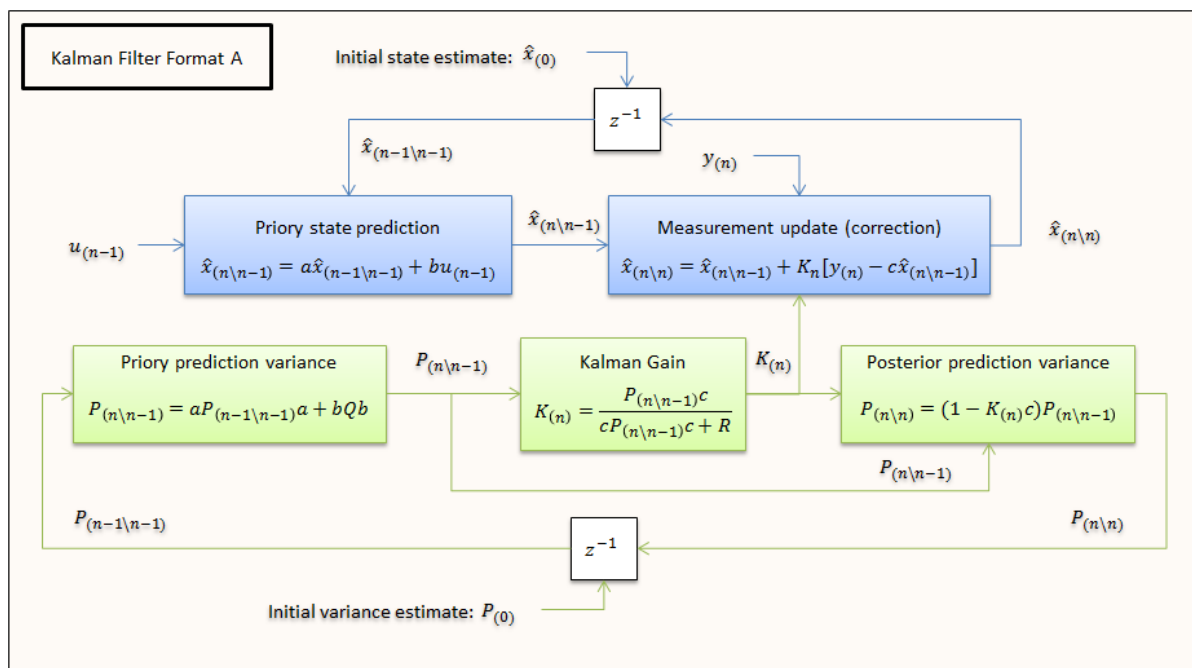 Kalman Filter Format A
Initial state estimate: x̂₍₀₎
z⁻¹
x̂₍ₙ₋₁\ₙ₋₁₎
y₍ₙ₎
Priory state prediction
x̂₍ₙ\ₙ₋₁₎ = ax̂₍ₙ₋₁\ₙ₋₁₎ + bu₍ₙ₋₁₎
u₍ₙ₋₁₎
x̂₍ₙ\ₙ₋₁₎
Measurement update (correction)
x̂₍ₙ\ₙ₎ = x̂₍ₙ\ₙ₋₁₎ + Kₙ[y₍ₙ₎ − cx̂₍ₙ\ₙ₋₁₎]
x̂₍ₙ\ₙ₎
Priory prediction variance
P₍ₙ\ₙ₋₁₎ = aP₍ₙ₋₁\ₙ₋₁₎a + bQb
P₍ₙ\ₙ₋₁₎
Kalman Gain
K₍ₙ₎ = P₍ₙ\ₙ₋₁₎c / cP₍ₙ\ₙ₋₁₎c + R
K₍ₙ₎
Posterior prediction variance
P₍ₙ\ₙ₎ = (1 − K₍ₙ₎c)P₍ₙ\ₙ₋₁₎
P₍ₙ\ₙ₋₁₎
P₍ₙ₋₁\ₙ₋₁₎
P₍ₙ\ₙ₎
z⁻¹
Initial variance estimate: P₍₀₎